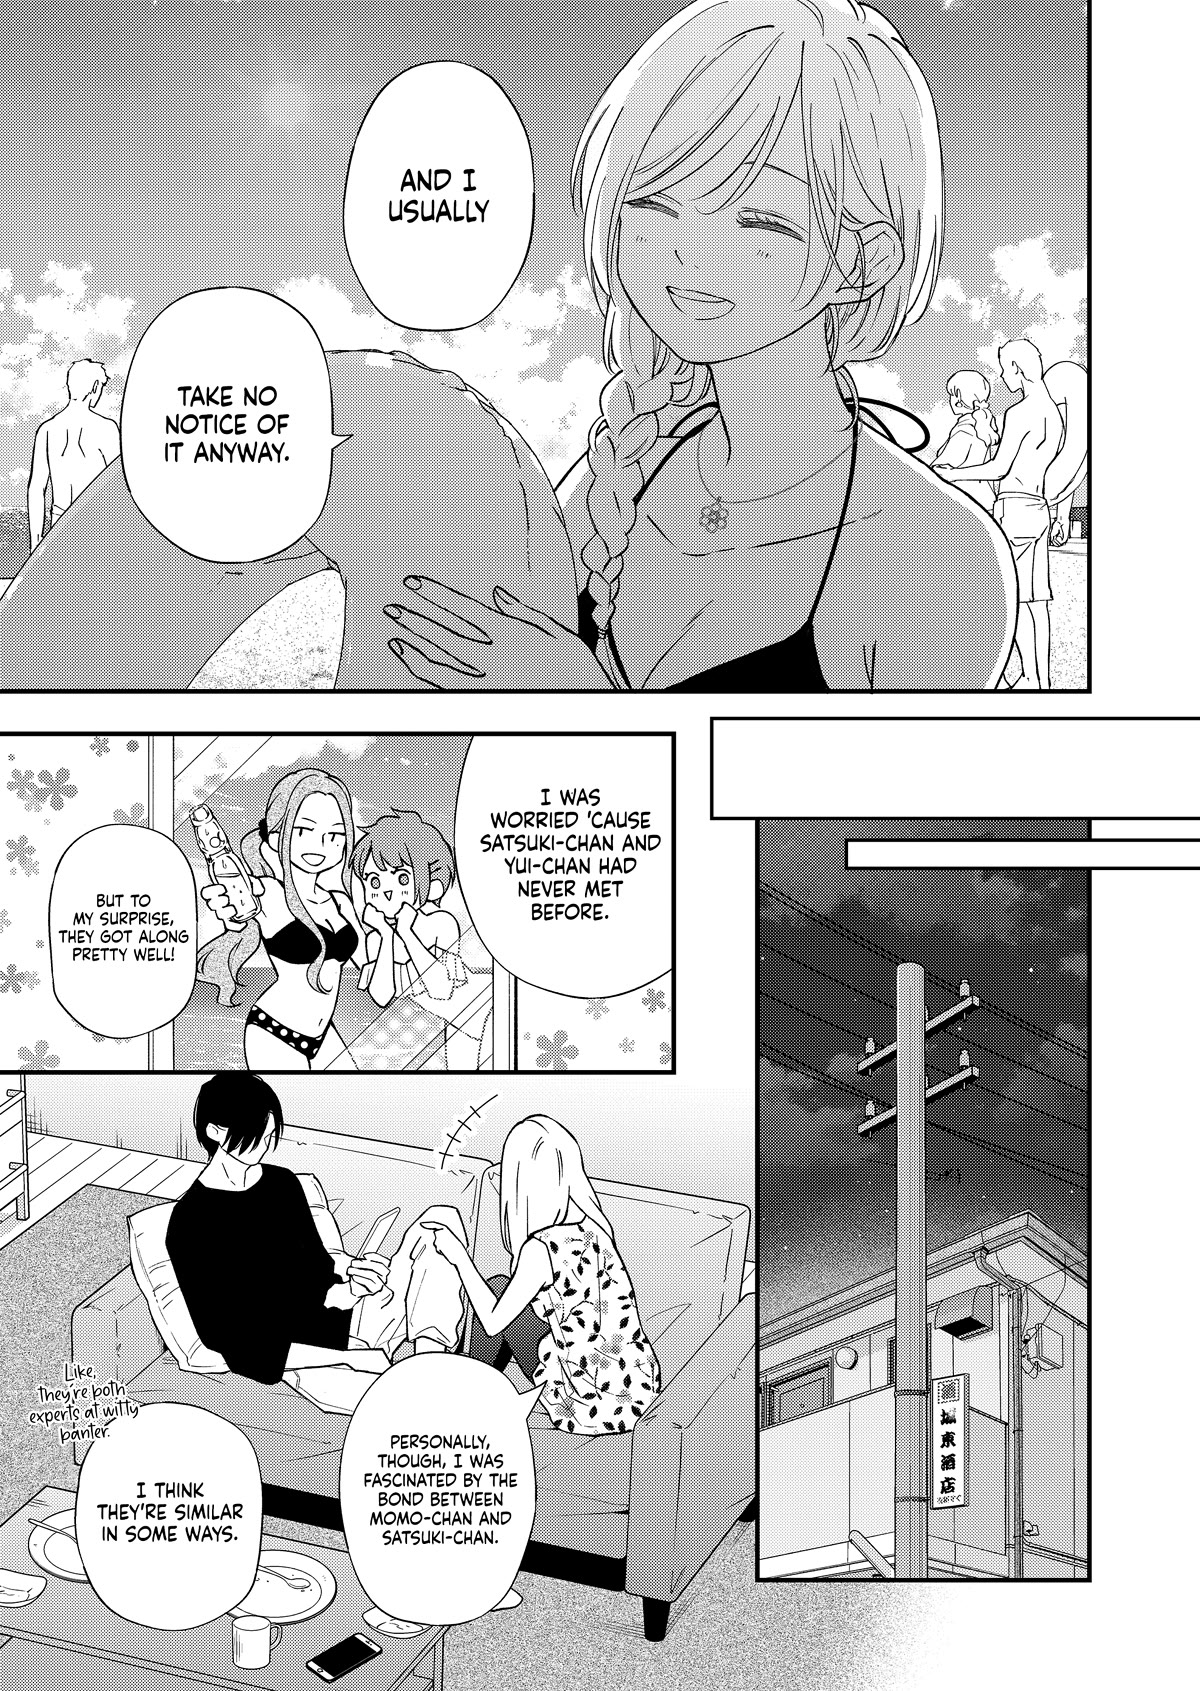 AND I
USUALLY
TAKE NO
NOTICE OF
IT ANYWAY.
I WAS
WORRIED 'CAUSE
SATSUKI-CHAN AND
YUI-CHAN HAD
NEVER MET
BEFORE.
BUT TO
MY SURPRISE,
THEY GOT ALONG
PRETTY WELL!
東酒店
PERSONALLY,
THOUGH, I WAS
FASCINATED BY THE
BOND BETWEEN
MOMO-CHAN AND
SATSUKI-CHAN.
I THINK
THEY'RE SIMILAR
IN SOME WAYS.
Like,
they're both
experts at witty
banter.